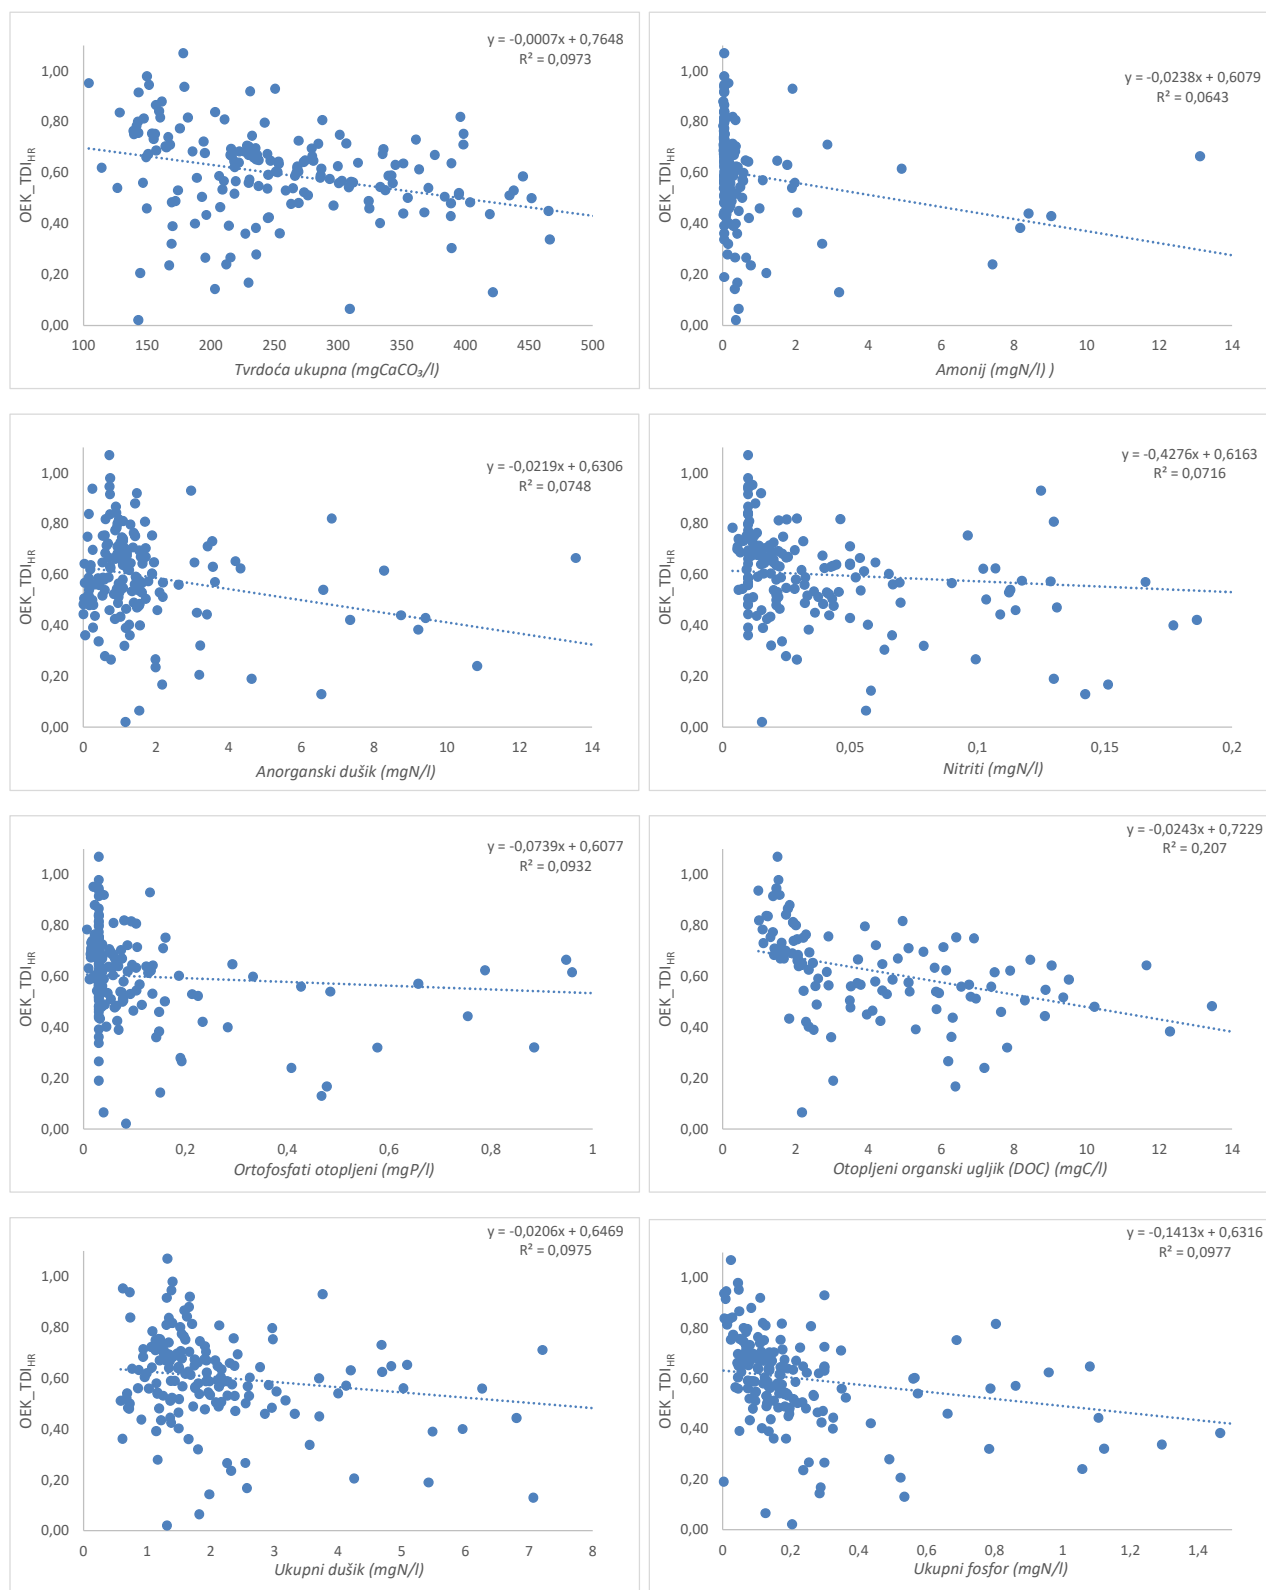 y = -0,0007x + 0,7648
R² = 0,0973
1,00
0,80
0,60
0,40
0,20
0,00
OEK_TDI_HR
100 150 200 250 300 350 400 450 500
Tvrdoća ukupna (mgCaCO₃/l)
y = -0,0238x + 0,6079
R² = 0,0643
1,00
0,80
0,60
0,40
0,20
0,00
OEK_TDI_HR
0 2 4 6 8 10 12 14
Amonij (mgN/l) )
y = -0,0219x + 0,6306
R² = 0,0748
1,00
0,80
0,60
0,40
0,20
0,00
OEK_TDI_HR
0 2 4 6 8 10 12 14
Anorganski dušik (mgN/l)
y = -0,4276x + 0,6163
R² = 0,0716
1,00
0,80
0,60
0,40
0,20
0,00
OEK_TDI_HR
0 0,05 0,1 0,15 0,2
Nitriti (mgN/l)
y = -0,0739x + 0,6077
R² = 0,0932
1,00
0,80
0,60
0,40
0,20
0,00
OEK_TDI_HR
0 0,2 0,4 0,6 0,8 1
Ortofosfati otopljeni (mgP/l)
y = -0,0243x + 0,7229
R² = 0,207
1,00
0,80
0,60
0,40
0,20
0,00
OEK_TDI_HR
0 2 4 6 8 10 12 14
Otopljeni organski ugljik (DOC) (mgC/l)
y = -0,0206x + 0,6469
R² = 0,0975
1,00
0,80
0,60
0,40
0,20
0,00
OEK_TDI_HR
0 1 2 3 4 5 6 7 8
Ukupni dušik (mgN/l)
y = -0,1413x + 0,6316
R² = 0,0977
1,00
0,80
0,60
0,40
0,20
0,00
OEK_TDI_HR
0 0,2 0,4 0,6 0,8 1 1,2 1,4
Ukupni fosfor (mgN/l)